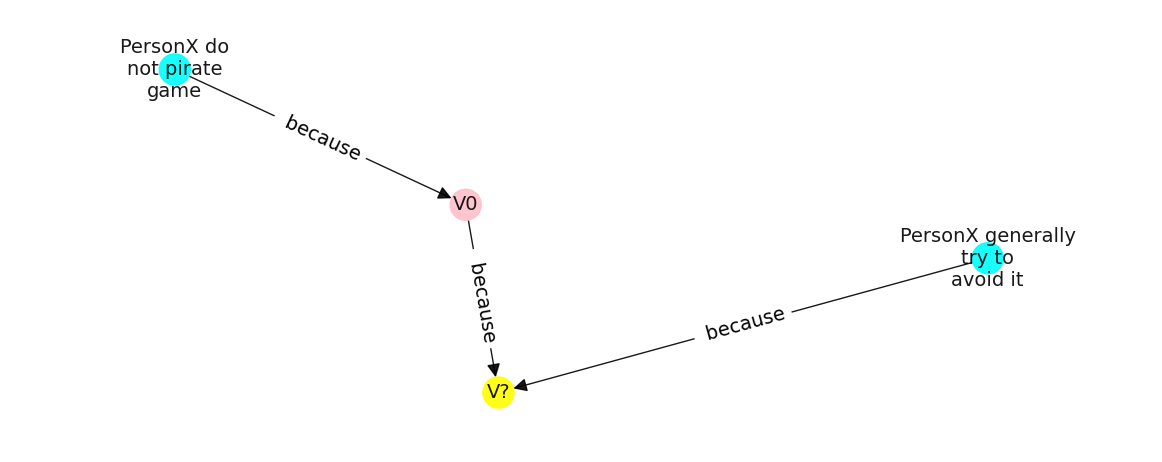 PersonX do
not pirate
game
because
V0
PersonX generally
try to
avoid it
because
because
V?